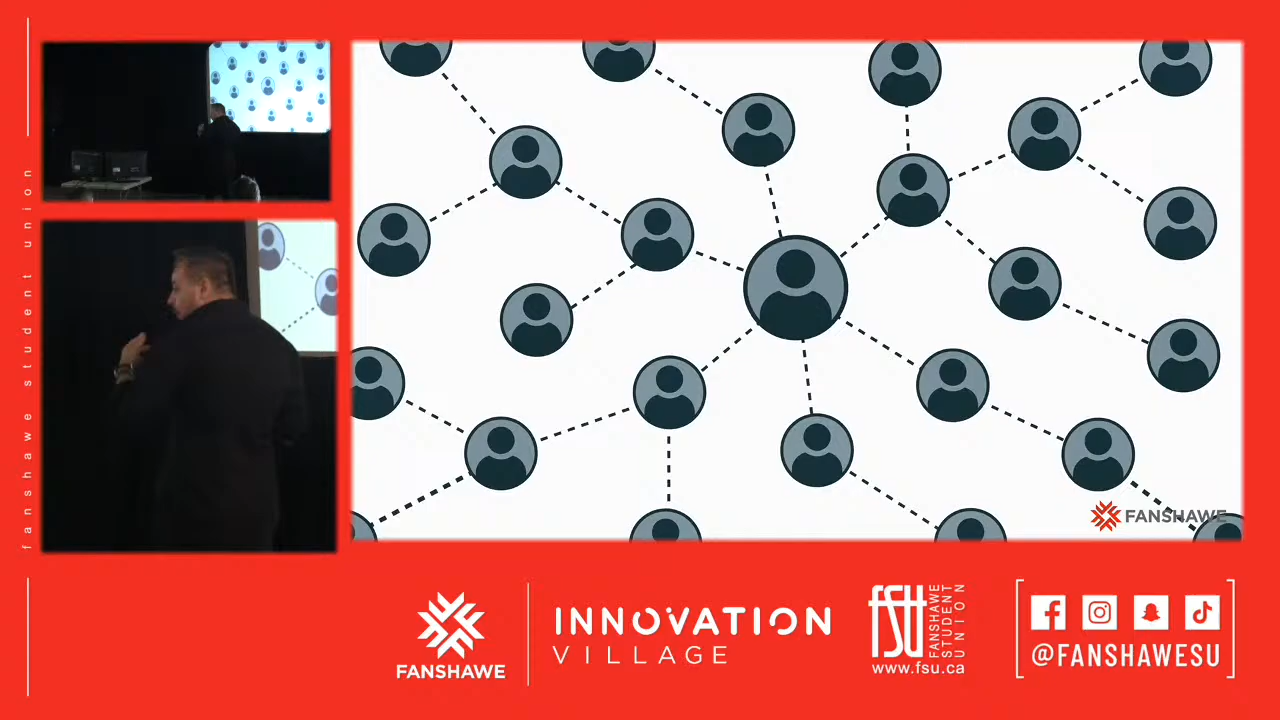 fanshawe student union
FANSHAWE
FANSHAWE
INNOVATION
VILLAGE
fsu
FANSHAWE
STUDENT
UNION
www.fsu.ca
@FANSHAWESU